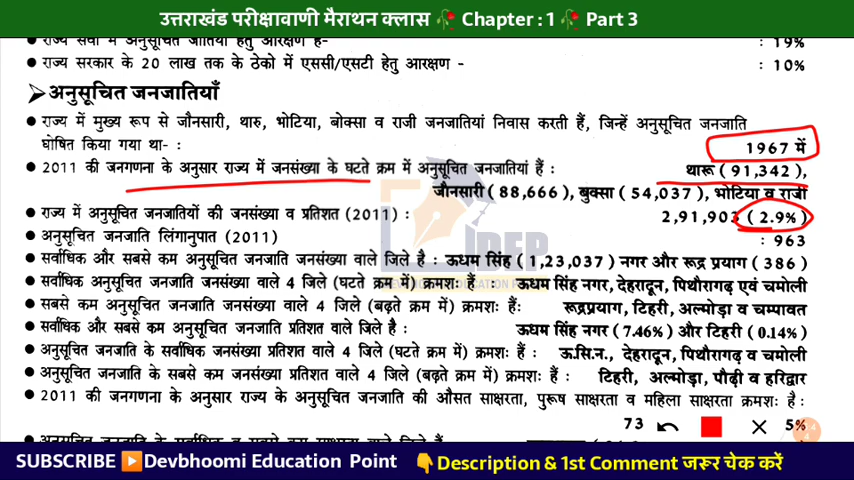 उत्तराखंड परीक्षावाणी मैराथन क्लास 🥀 Chapter : 1 🥀 Part 3
राज्य सेवा में अनुसूचित जातियों हेतु आरक्षण है- : 19%
• राज्य सरकार के 20 लाख तक के ठेको में एससी/एसटी हेतु आरक्षण - : 10%
➢अनुसूचित जनजातियाँ
• राज्य में मुख्य रूप से जौनसारी, थारु, भोटिया, बोक्सा व राजी जनजातियां निवास करती हैं, जिन्हें अनुसूचित जनजाति
घोषित किया गया था- : 1967 में
• 2011 की जनगणना के अनुसार राज्य में जनसंख्या के घटते क्रम में अनुसूचित जनजातियां हैं : थारू (91,342),
जौनसारी (88,666), बुक्सा (54,037), भोटिया व राजी
• राज्य में अनुसूचित जनजातियों की जनसंख्या व प्रतिशत (2011) : 2,91,903 (2.9%)
• अनुसूचित जनजाति लिंगानुपात (2011) : 963
• सर्वाधिक और सबसे कम अनुसूचित जनजाति जनसंख्या वाले जिले है : ऊधम सिंह (1,23,037) नगर और रूद्र प्रयाग (386)
• सर्वाधिक अनुसूचित जनजाति जनसंख्या वाले 4 जिले (घटते क्रम में) क्रमशः हैं : ऊधम सिंह नगर, देहरादून, पिथौरागढ़ एवं चमोली
• सबसे कम अनुसूचित जनजाति जनसंख्या वाले 4 जिले (बढ़ते क्रम में) क्रमशः हैं: रूद्रप्रयाग, टिहरी, अल्मोड़ा व चम्पावत
• सर्वाधिक और सबसे कम अनुसूचित जनजाति प्रतिशत वाले जिले है : ऊधम सिंह नगर (7.46%) और टिहरी (0.14%)
• अनुसूचित जनजाति के सर्वाधिक जनसंख्या प्रतिशत वाले 4 जिले (घटते क्रम में) क्रमशः हैं : ऊ.सि.न., देहरादून, पिथौरागढ़ व चमोली
• अनुसूचित जनजाति के सबसे कम जनसंख्या प्रतिशत वाले 4 जिले (बढ़ते क्रम में) क्रमशः हैं : टिहरी, अल्मोड़ा, पौढ़ी व हरिद्वार
• 2011 की जनगणना के अनुसार राज्य के अनुसूचित जनजाति की औसत साक्षरता, पुरूष साक्षरता व महिला साक्षरता क्रमशः है :
73 5%
SUBSCRIBE ▶️Devbhoomi Education Point 👇Description & 1st Comment जरूर चेक करें